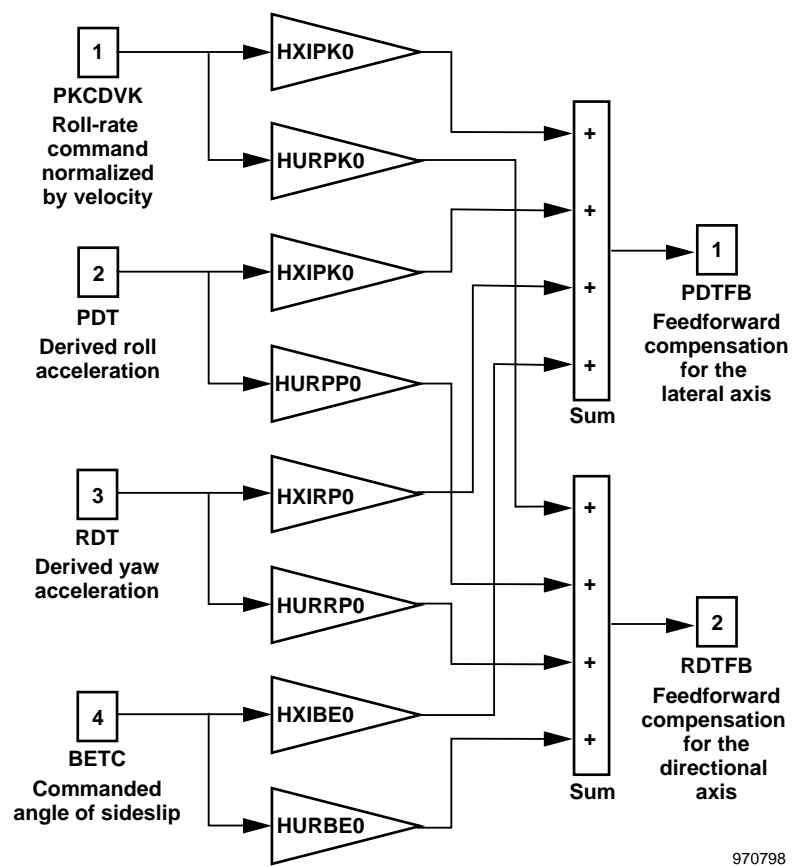 1
HXIPK0
PKCDVK
Roll-rate
command
normalized
by velocity
HURPK0
+
2
HXIPK0
+
PDT
Derived roll
acceleration
HURPP0
+
+
Sum
1
PDTFB
Feedforward
compensation
for the
lateral axis
3
HXIRP0
RDT
Derived yaw
acceleration
HURRP0
+
+
+
+
Sum
2
RDTFB
Feedforward
compensation
for the
directional
axis
4
HXIBE0
BETC
Commanded
angle of sideslip
HURBE0
970798